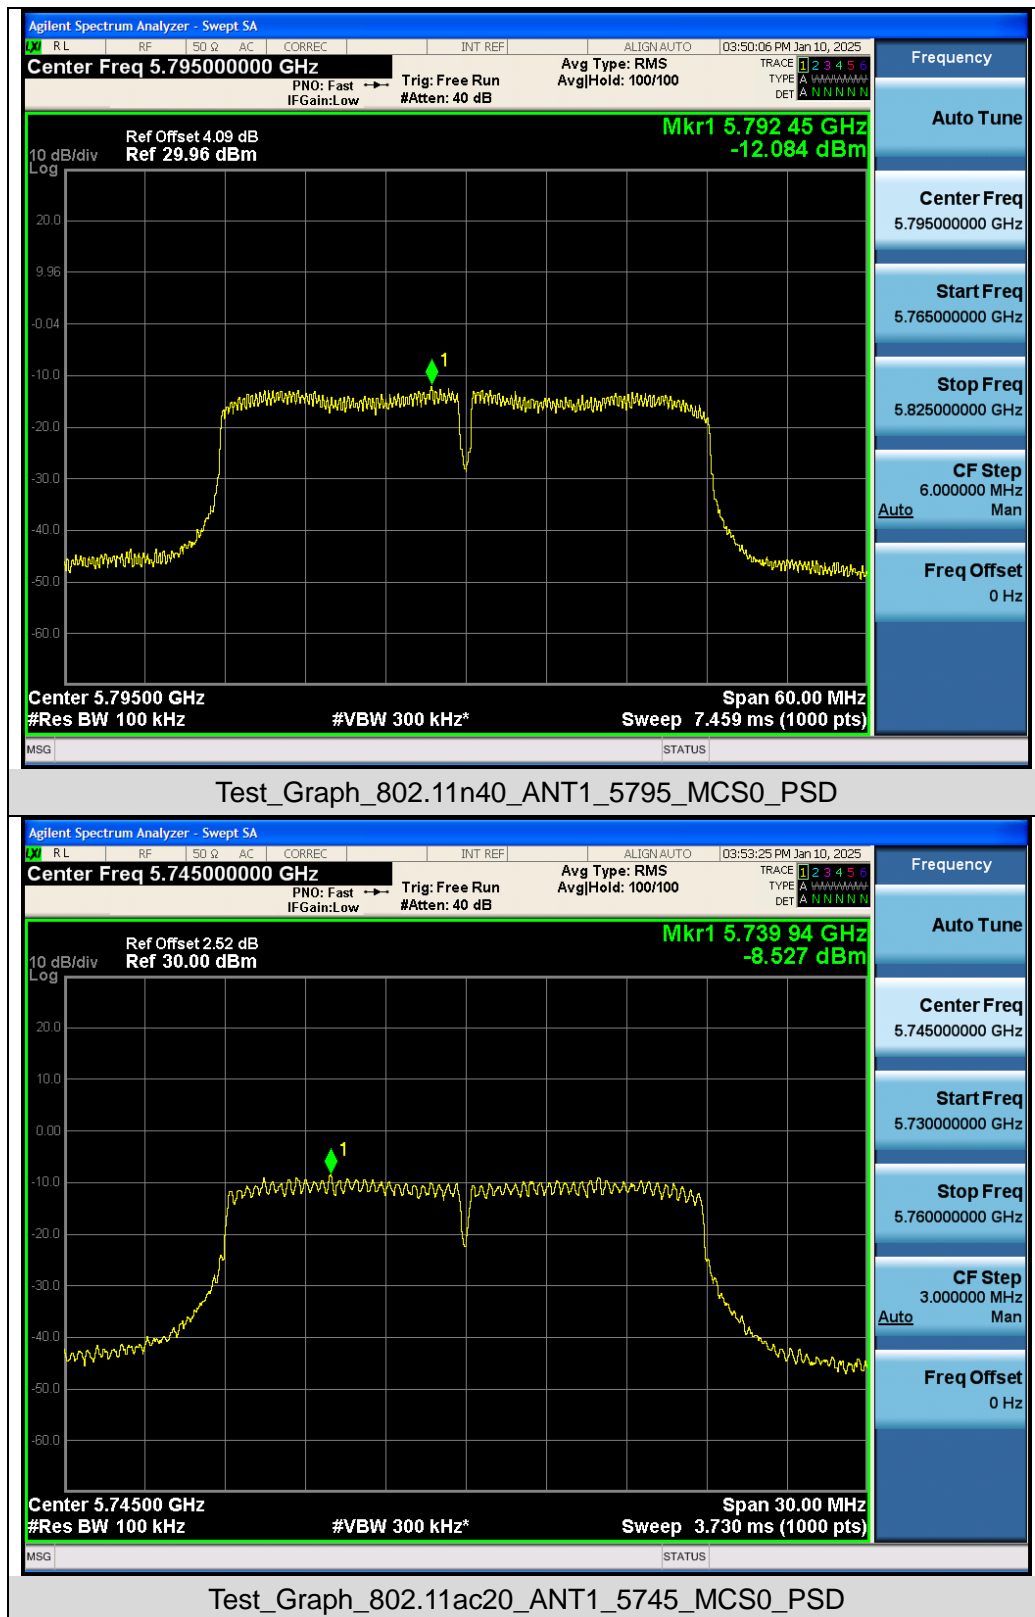 Agilent Spectrum Analyzer - Swept SA
LXI RL RF 50 Ω AC CORREC INT REF ALIGN AUTO 03:50:06 PM Jan 10, 2025
Center Freq 5.795000000 GHz
PNO: Fast
IFGain:Low
Trig: Free Run
#Atten: 40 dB
Avg Type: RMS
Avg|Hold: 100/100
TRACE 1 2 3 4 5 6
TYPE A WWWWW
DET A N N N N N
Ref Offset 4.09 dB
10 dB/div Ref 29.96 dBm
Log
Mkr1 5.792 45 GHz
-12.084 dBm
20.0
9.96
-0.04
-10.0
-20.0
-30.0
-40.0
-50.0
-60.0
1
Center 5.79500 GHz Span 60.00 MHz
#Res BW 100 kHz #VBW 300 kHz* Sweep 7.459 ms (1000 pts)
MSG STATUS
Frequency
Auto Tune
Center Freq
5.795000000 GHz
Start Freq
5.765000000 GHz
Stop Freq
5.825000000 GHz
CF Step
6.000000 MHz
Auto Man
Freq Offset
0 Hz
Test_Graph_802.11n40_ANT1_5795_MCS0_PSD
Agilent Spectrum Analyzer - Swept SA
LXI RL RF 50 Ω AC CORREC INT REF ALIGN AUTO 03:53:25 PM Jan 10, 2025
Center Freq 5.745000000 GHz
PNO: Fast
IFGain:Low
Trig: Free Run
#Atten: 40 dB
Avg Type: RMS
Avg|Hold: 100/100
TRACE 1 2 3 4 5 6
TYPE A WWWWW
DET A N N N N N
Ref Offset 2.52 dB
10 dB/div Ref 30.00 dBm
Log
Mkr1 5.739 94 GHz
-8.527 dBm
20.0
10.0
0.00
-10.0
-20.0
-30.0
-40.0
-50.0
-60.0
1
Center 5.74500 GHz Span 30.00 MHz
#Res BW 100 kHz #VBW 300 kHz* Sweep 3.730 ms (1000 pts)
MSG STATUS
Frequency
Auto Tune
Center Freq
5.745000000 GHz
Start Freq
5.730000000 GHz
Stop Freq
5.760000000 GHz
CF Step
3.000000 MHz
Auto Man
Freq Offset
0 Hz
Test_Graph_802.11ac20_ANT1_5745_MCS0_PSD